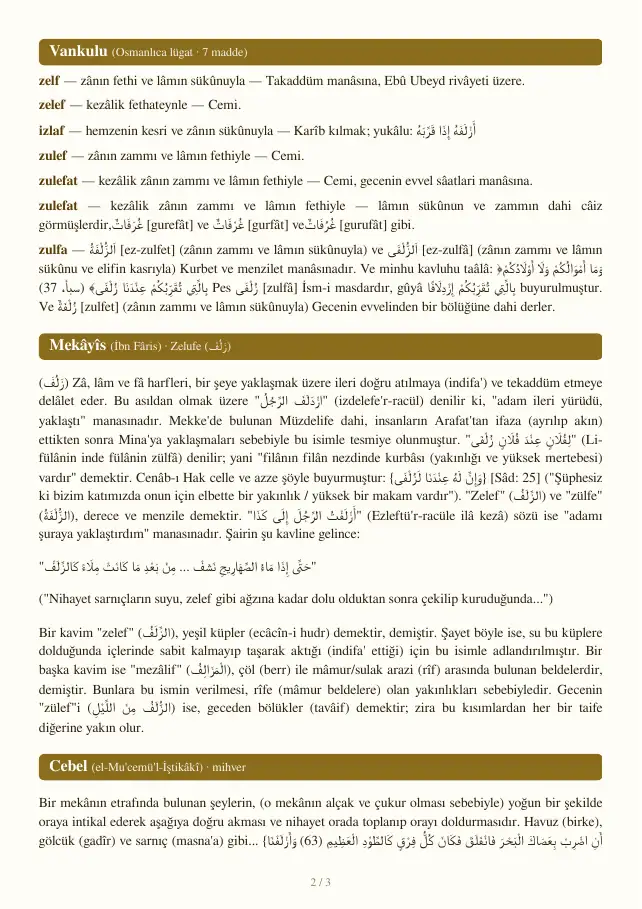 Vankulu (Osmanlıca lügat · 7 madde)
zelf — zânın fethi ve lâmın sükûnuyla — Takaddüm manâsına, Ebû Ubeyd rivâyeti üzere.
zelef — kezâlik fethateynle — Cemi.
izlaf — hemzenin kesri ve zânın sükûnuyla — Karîb kılmak; yukâlu: أَزْلَفَهُ إِذَا قَرَّبَهُ
zulef — zânın zammı ve lâmın fethiyle — Cemi.
zulefat — kezâlik zânın zammı ve lâmın fethiyle — Cemi, gecenin evvel sâatlari manâsına.
zulefat — kezâlik zânın zammı ve lâmın fethiyle — lâmın sükûnun ve zammın dahi câiz
görmüşlerdir,غُرَفَاتٌ [gurefât] ve غُرْفَاتٌ [gurfât] veغُرُفَاتٌ [gurufât] gibi.
zulfa — اَلزُّلْفَةُ [ez-zulfet] (zânın zammı ve lâmın sükûnuyla) ve اَلزُّلْفَى [ez-zulfâ] (zânın zammı ve lâmın
sükûnu ve elifin kasrıyla) Kurbet ve menzilet manâsınadır. Ve minhu kavluhu taâlâ: ﴿وَمَا أَمْوَالُكُمْ وَلَا أَوْلَادُكُمْ
بِالَّتِي تُقَرِّبُكُمْ عِنْدَنَا زُلْفَى﴾ (سبأ، 37) Pes زُلْفَى [zulfâ] İsm-i masdardır, gûyâ بِالَّتِي تُقَرِّبُكُمْ إِزْدِلَافًا buyurulmuştur.
Ve زُلْفَةٌ [zulfet] (zânın zammı ve lâmın sükûnuyla) Gecenin evvelinden bir bölüğüne dahi derler.
Mekâyîs (İbn Fâris) · Zelufe (زَلَفَ)
(زَلَفَ) Zâ, lâm ve fâ harfleri, bir şeye yaklaşmak üzere ileri doğru atılmaya (indifa') ve tekaddüm etmeye
delâlet eder. Bu asıldan olmak üzere "ازْدَلَفَ الرَّجُلُ" (izdelefe'r-racül) denilir ki, "adam ileri yürüdü,
yaklaştı" manasınadır. Mekke'de bulunan Müzdelife dahi, insanların Arafat'tan ifaza (ayrılıp akın)
ettikten sonra Mina'ya yaklaşmaları sebebiyle bu isimle tesmiye olunmuştur. "لِفُلَانٍ عِنْدَ فُلَانٍ زُلْفَى" (Li-
fülânin inde fülânin zülfâ) denilir; yani "filânın filân nezdinde kurbâsı (yakınlığı ve yüksek mertebesi)
vardır" demektir. Cenâb-ı Hak celle ve azze şöyle buyurmuştur: {وَإِنَّ لَهُ عِنْدَنَا لَزُلْفَى} [Sâd: 25] ("Şüphesiz
ki bizim katımızda onun için elbette bir yakınlık / yüksek bir makam vardır"). "Zelef" (الزَّلَفُ) ve "zülfe"
(الزُّلْفَةُ), derece ve menzile demektir. "أَزْلَفْتُ الرَّجُلَ إِلَى كَذَا" (Ezleftü'r-racüle ilâ kezâ) sözü ise "adamı
şuraya yaklaştırdım" manasınadır. Şairin şu kavline gelince:
"حَتَّى إِذَا مَاءُ الصَّهَارِيجِ نَشَفْ ... مِنْ بَعْدِ مَا كَانَتْ مِلَاءً كَالزَّلَفْ"
("Nihayet sarnıçların suyu, zelef gibi ağzına kadar dolu olduktan sonra çekilip kuruduğunda...")
Bir kavim "zelef" (الزَّلَفُ), yeşil küpler (ecâcîn-i hudr) demektir, demiştir. Şayet böyle ise, su bu küplere
dolduğunda içlerinde sabit kalmayıp taşarak aktığı (indifa' ettiği) için bu isimle adlandırılmıştır. Bir
başka kavim ise "mezâlif" (الْمَزَالِفُ), çöl (berr) ile mâmur/sulak arazi (rîf) arasında bulunan beldelerdir,
demiştir. Bunlara bu ismin verilmesi, rîfe (mâmur beldelere) olan yakınlıkları sebebiyledir. Gecenin
"zülef"i (الزُّلَفُ مِنَ اللَّيْلِ) ise, geceden bölükler (tavâif) demektir; zira bu kısımlardan her bir taife
diğerine yakın olur.
Cebel (el-Mu'cemü'l-İştikâkî) · mihver
Bir mekânın etrafında bulunan şeylerin, (o mekânın alçak ve çukur olması sebebiyle) yoğun bir şekilde
oraya intikal ederek aşağıya doğru akması ve nihayet orada toplanıp orayı doldurmasıdır. Havuz (birke),
gölcük (gadîr) ve sarnıç (masna'a) gibi... {أَنِ اضْرِبْ بِعَصَاكَ الْبَحْرَ فَانْفَلَقَ فَكَانَ كُلُّ فِرْقٍ كَالطَّوْدِ الْعَظِيمِ (63) وَأَزْلَفْنَا
2 / 3